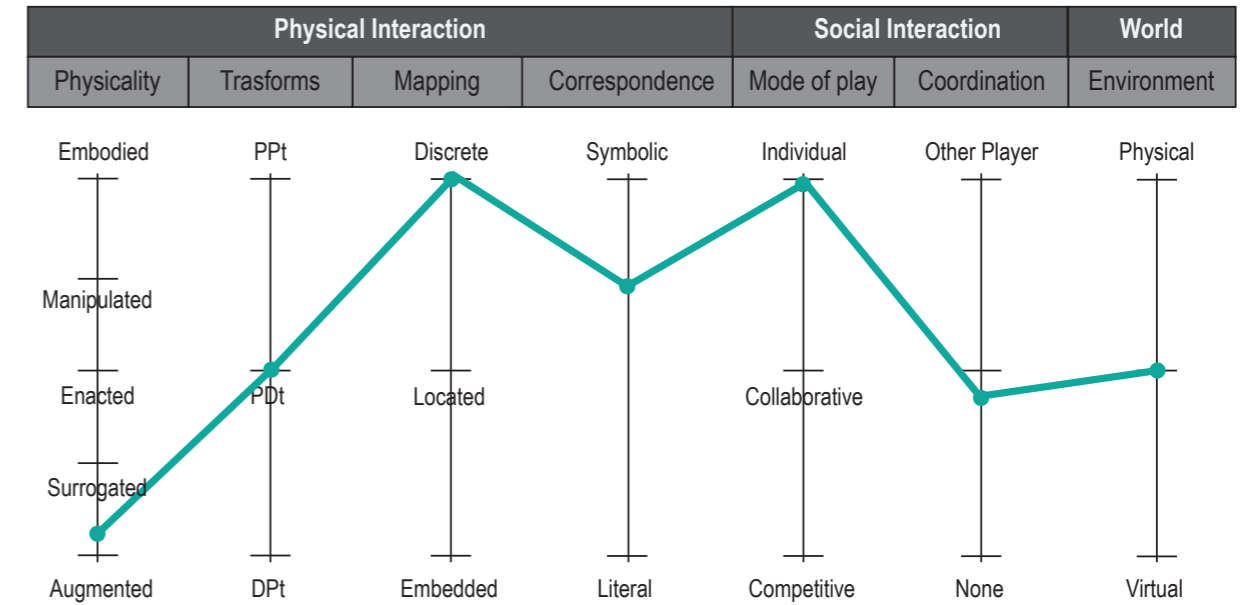 Physical Interaction Social Interaction World
Physicality Trasforms Mapping Correspondence Mode of play Coordination Environment
Embodied PPt Discrete Symbolic Individual Other Player Physical
Manipulated
Enacted PDt Located Collaborative
Surrogated
Augmented DPt Embedded Literal Competitive None Virtual